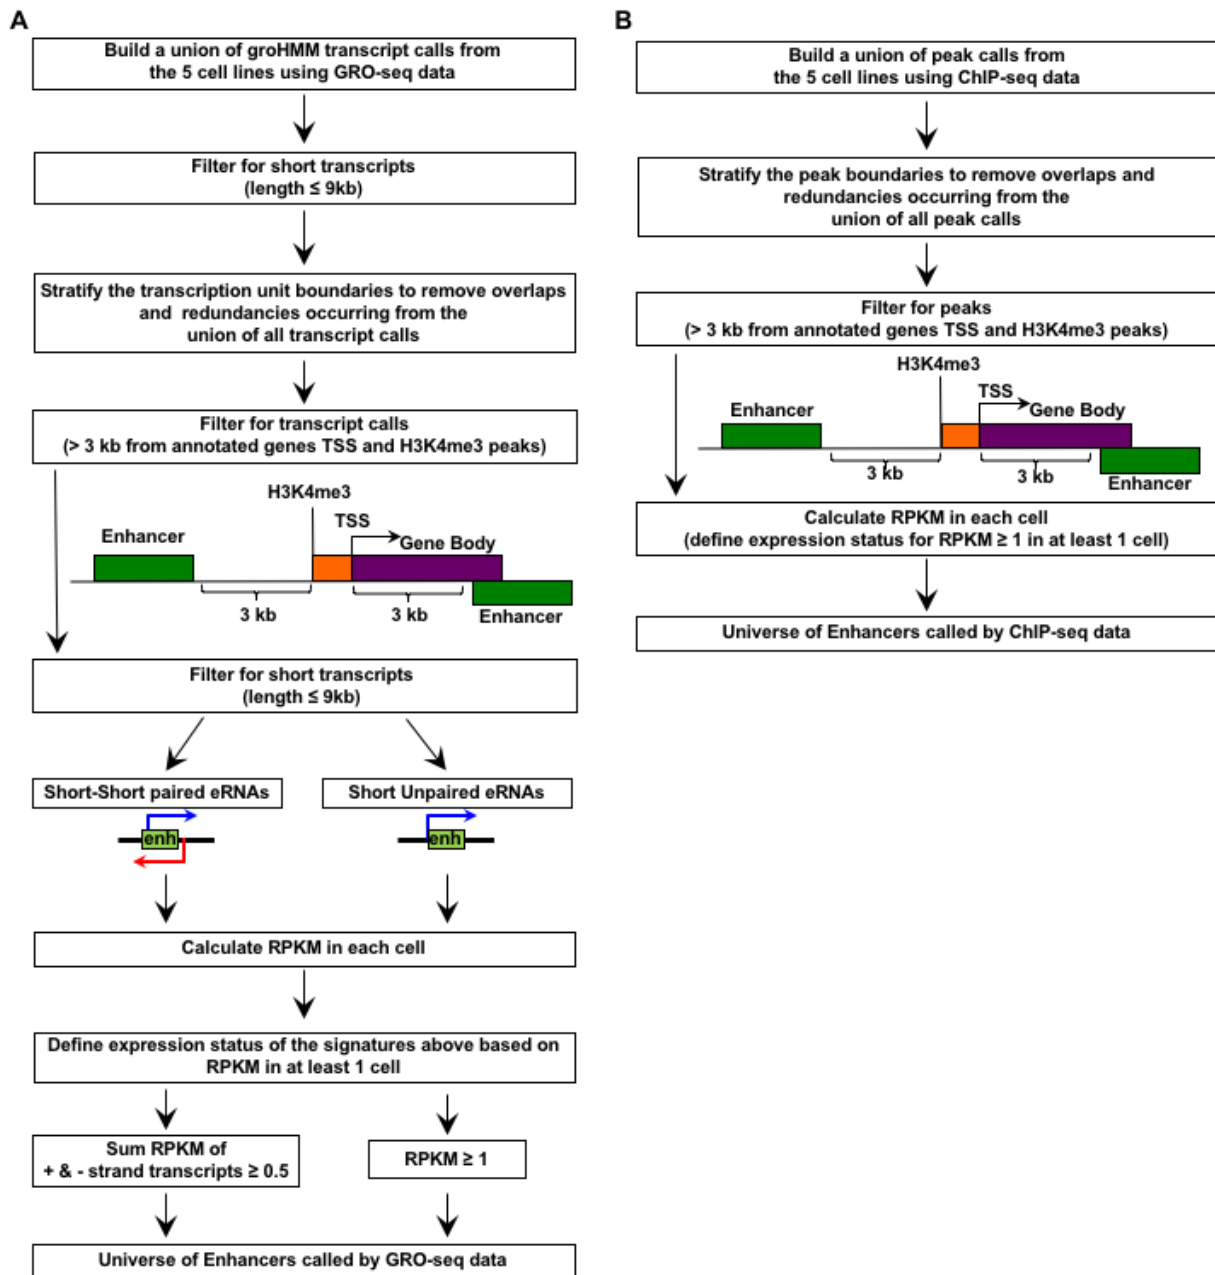 A
Build a union of groHMM transcript calls from
the 5 cell lines using GRO-seq data
Filter for short transcripts
(length ≤ 9kb)
Stratify the transcription unit boundaries to remove overlaps
and redundancies occurring from the
union of all transcript calls
Filter for transcript calls
(> 3 kb from annotated genes TSS and H3K4me3 peaks)
H3K4me3
TSS
Enhancer
Gene Body
3 kb
3 kb
Enhancer
Filter for short transcripts
(length ≤ 9kb)
Short-Short paired eRNAs
Short Unpaired eRNAs
enh
enh
Calculate RPKM in each cell
Define expression status of the signatures above based on
RPKM in at least 1 cell
Sum RPKM of
+ & - strand transcripts ≥ 0.5
RPKM ≥ 1
Universe of Enhancers called by GRO-seq data
B
Build a union of peak calls from
the 5 cell lines using ChIP-seq data
Stratify the peak boundaries to remove overlaps and
redundancies occurring from the
union of all peak calls
Filter for peaks
(> 3 kb from annotated genes TSS and H3K4me3 peaks)
H3K4me3
TSS
Enhancer
Gene Body
3 kb
3 kb
Enhancer
Calculate RPKM in each cell
(define expression status for RPKM ≥ 1 in at least 1 cell)
Universe of Enhancers called by ChIP-seq data